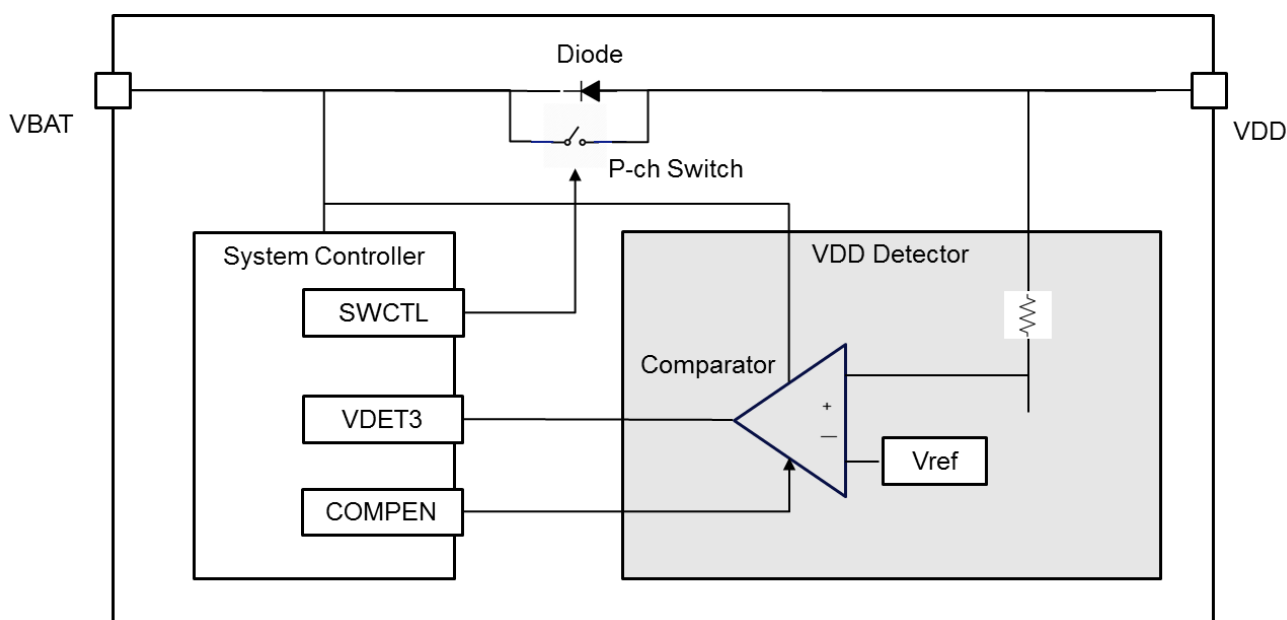 Diode
VBAT
VDD
P-ch Switch
System Controller
VDD Detector
SWCTL
Comparator
VDET3
+
—
Vref
COMPEN